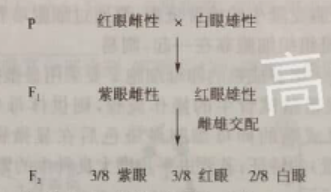 P 红眼雌性 × 白眼雄性
F₁ 紫眼雌性 红眼雄性
雌雄交配
F₂ 3/8 紫眼 3/8 红眼 2/8 白眼
高